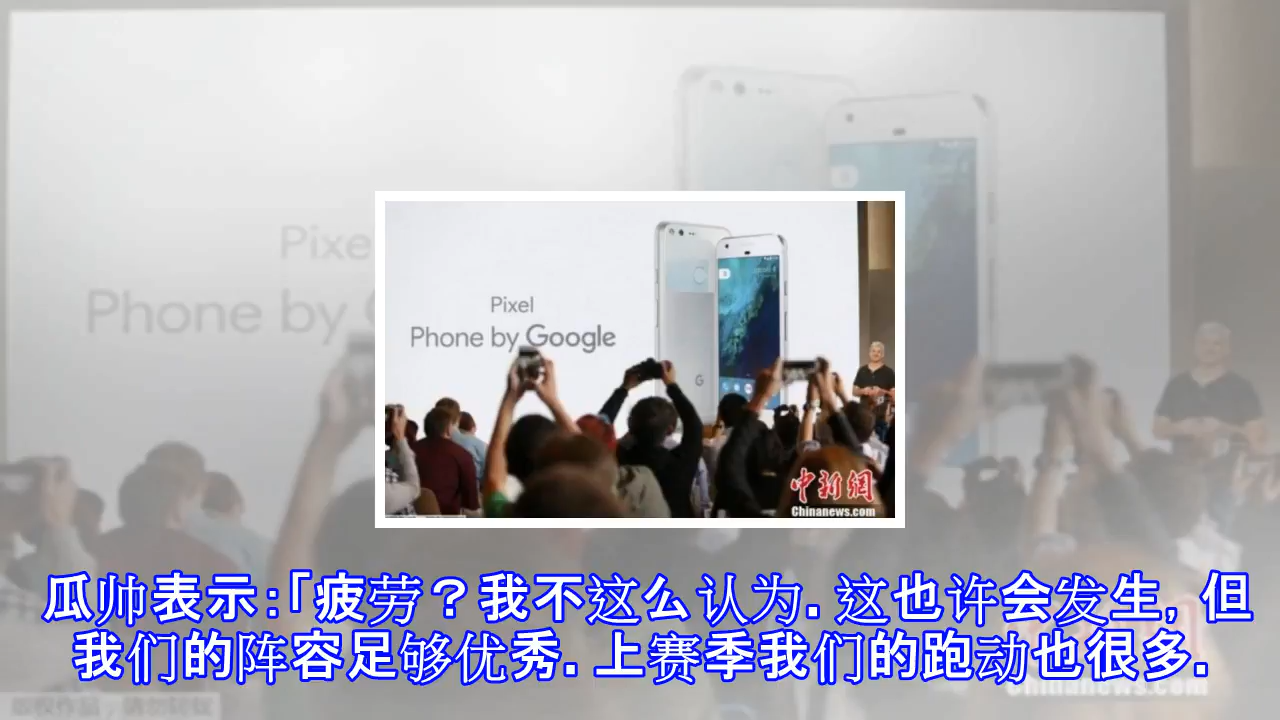 Pixel
Phone by Google
中新網
Chinanews.com
瓜帅表示:「疲劳?我不这么认为.这也许会发生,但
我们的阵容足够优秀.上赛季我们的跑动也很多.